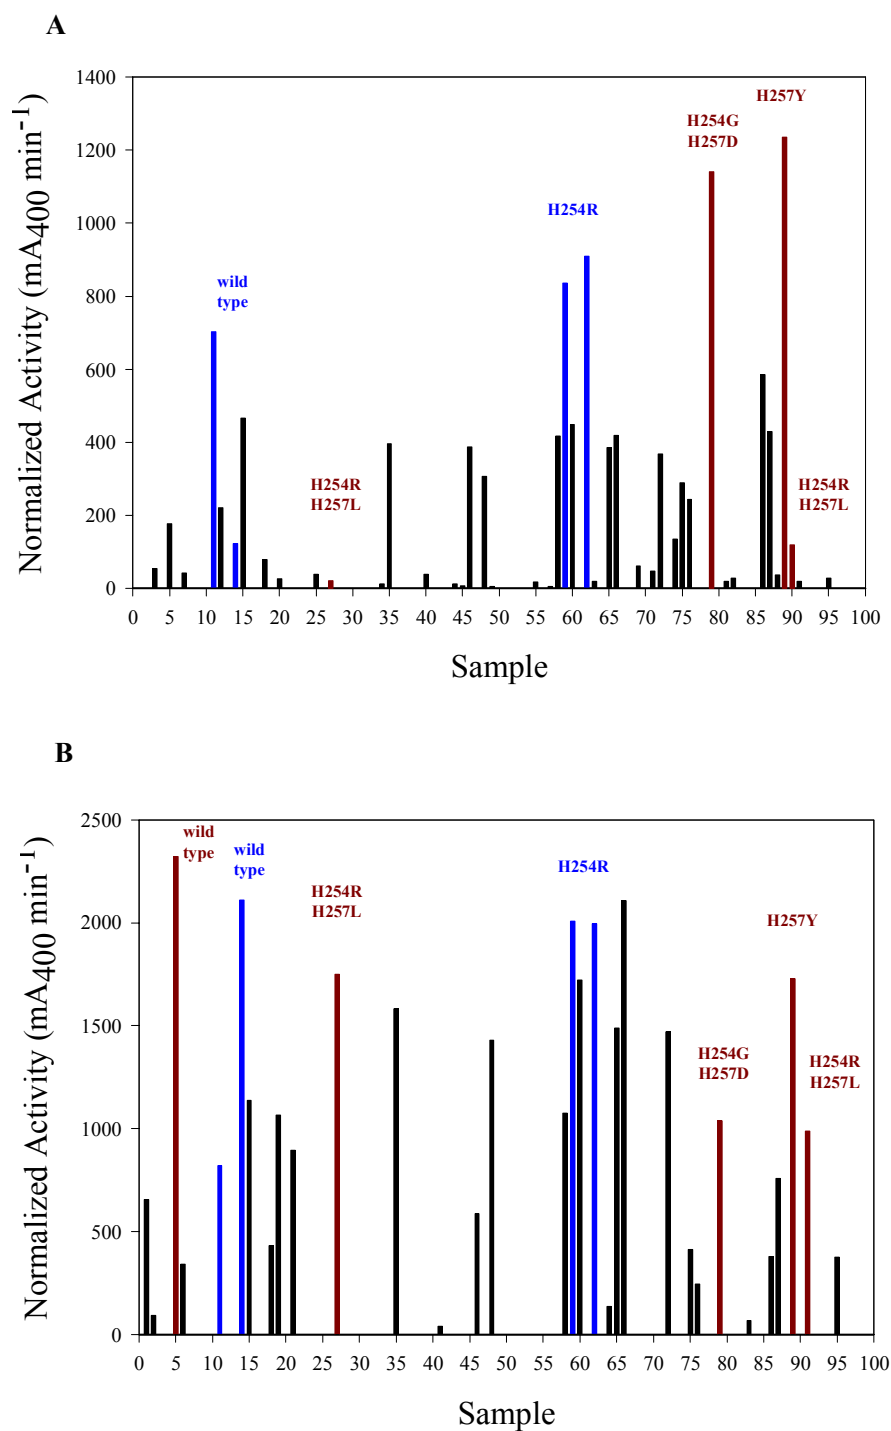 A
Normalized Activity (mA400 min-1)
1400
1200
1000
800
600
400
200
0
H257Y
H254G
H257D
H254R
wild
type
H254R
H257L
H254R
H257L
0 5 10 15 20 25 30 35 40 45 50 55 60 65 70 75 80 85 90 95 100
Sample
B
Normalized Activity (mA400 min-1)
2500
2000
1500
1000
500
0
wild
type
wild
type
H254R
H257L
H254R
H257Y
H254G
H257D
H254R
H257L
0 5 10 15 20 25 30 35 40 45 50 55 60 65 70 75 80 85 90 95 100
Sample